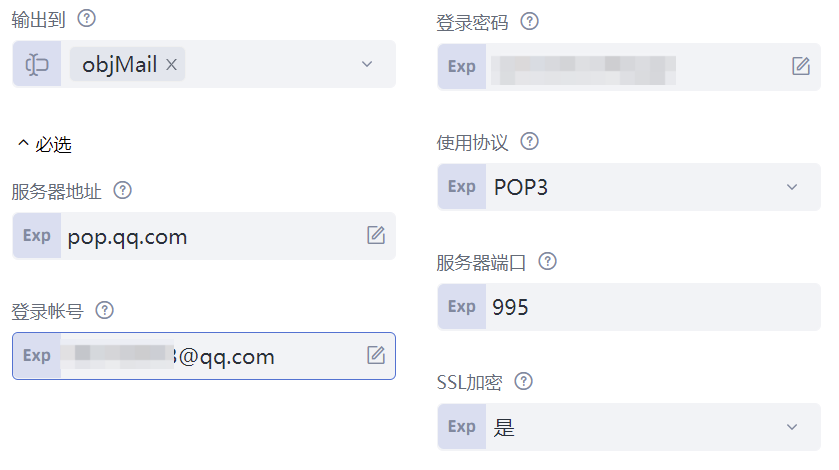 输出到
objMail
必选
服务器地址
Exp pop.qq.com
登录帐号
Exp 3@qq.com
登录密码
Exp
使用协议
Exp POP3
服务器端口
Exp 995
SSL加密
Exp 是